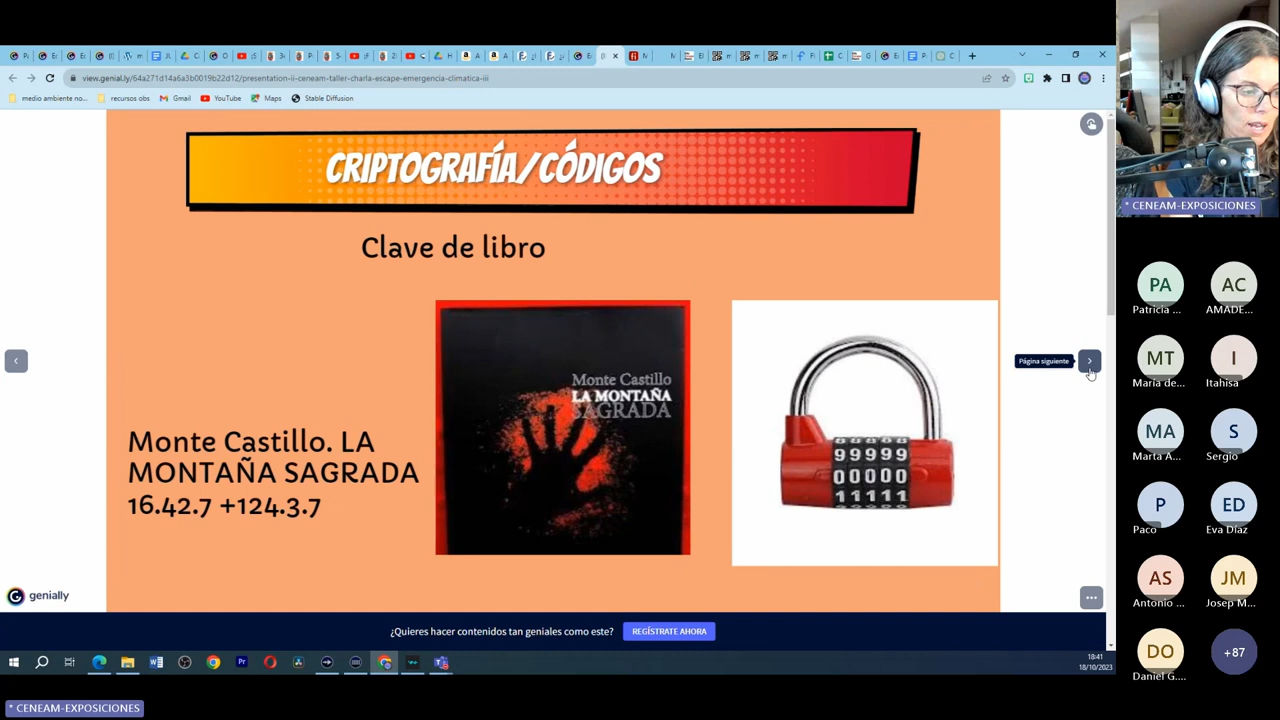 view.genial.ly/64a271d14a6a3b0019b22d12/presentation-ii-ceneam-taller-charla-escape-emergencia-climatica-iii
medio ambiente no...
recursos obs
Gmail
YouTube
Maps
Stable Diffusion
CRIPTOGRAFÍA/CÓDIGOS
Clave de libro
Monte Castillo. LA
MONTAÑA SAGRADA
16.42.7 +124.3.7
Monte Castillo
LA MONTAÑA
SAGRADA
99999
00000
11111
Página siguiente
genially
¿Quieres hacer contenidos tan geniales como este?
REGÍSTRATE AHORA
18:41
18/10/2023
* CENEAM-EXPOSICIONES
PA
AC
Patricia ...
AMADE...
MT
I
María de...
Itahisa
MA
S
Marta A...
Sergio
P
ED
Paco
Eva Díaz
AS
JM
Antonio ...
Josep M...
DO
+87
Daniel G....
* CENEAM-EXPOSICIONES